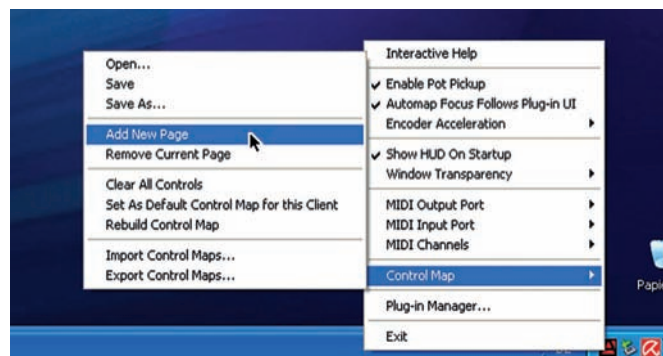 Open...
Save
Save As...
Add New Page
Remove Current Page
Clear All Controls
Set As Default Control Map for this Client
Rebuild Control Map
Import Control Maps...
Export Control Maps...
Interactive Help
Enable Pot Pickup
Automap Focus Follows Plug-in UI
Encoder Acceleration
Show HUD On Startup
Window Transparency
MIDI Output Port
MIDI Input Port
MIDI Channels
Control Map
Plug-in Manager...
Exit